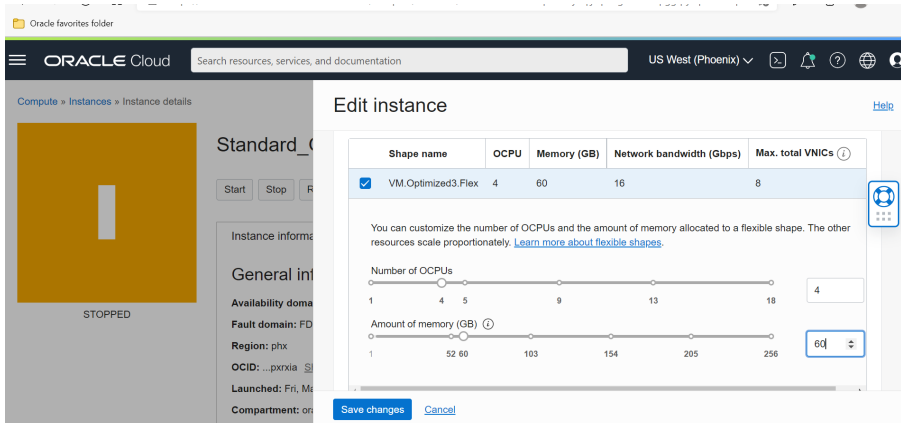 Oracle favorites folder
ORACLE Cloud
Search resources, services, and documentation
US West (Phoenix)
Compute » Instances » Instance details
STOPPED
Standard_
Start Stop R
Instance informa
General inf
Availability doma
Fault domain: FD
Region: phx
OCID: ...pxrxia
Launched: Fri, Ma
Compartment: ora
Edit instance
Help
Shape name OCPU Memory (GB) Network bandwidth (Gbps) Max. total VNICs
VM.Optimized3.Flex 4 60 16 8
You can customize the number of OCPUs and the amount of memory allocated to a flexible shape. The other
resources scale proportionately. Learn more about flexible shapes.
Number of OCPUs
1 4 5 9 13 18
4
Amount of memory (GB)
1 52 60 103 154 205 256
60
Save changes Cancel